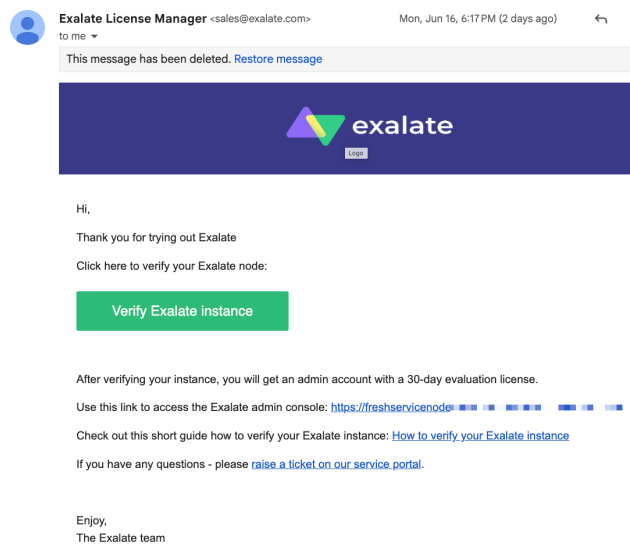 Exalate License Manager <sales@exalate.com> Mon, Jun 16, 6:17 PM (2 days ago)
to me
This message has been deleted. Restore message
exalate
Logo
Hi,
Thank you for trying out Exalate
Click here to verify your Exalate node:
Verify Exalate instance
After verifying your instance, you will get an admin account with a 30-day evaluation license.
Use this link to access the Exalate admin console: https://freshservicenode
Check out this short guide how to verify your Exalate instance: How to verify your Exalate instance
If you have any questions - please raise a ticket on our service portal.
Enjoy,
The Exalate team